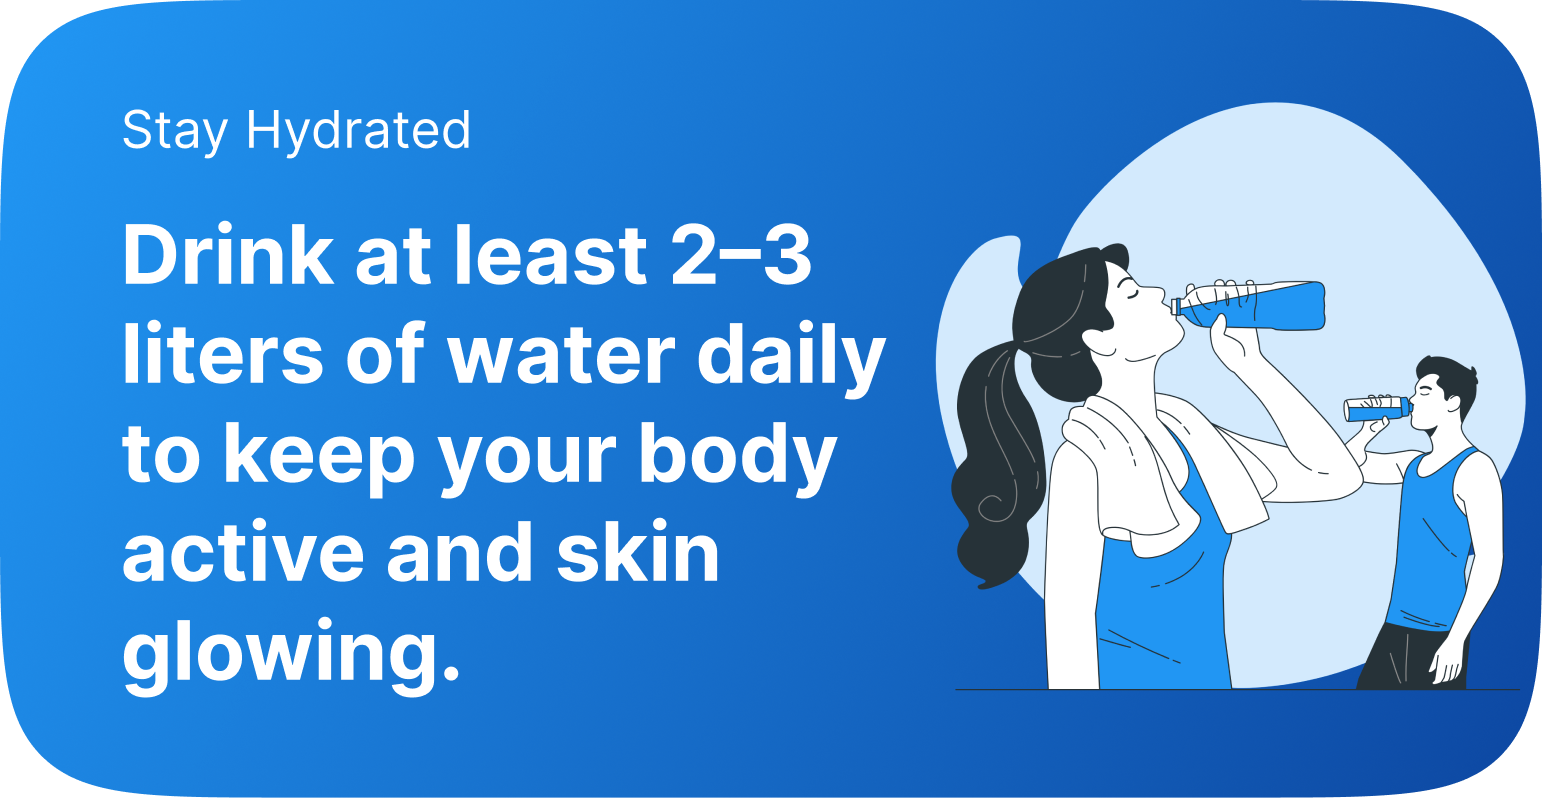 Stay Hydrated
Drink at least 2–3
liters of water daily
to keep your body
active and skin
glowing.